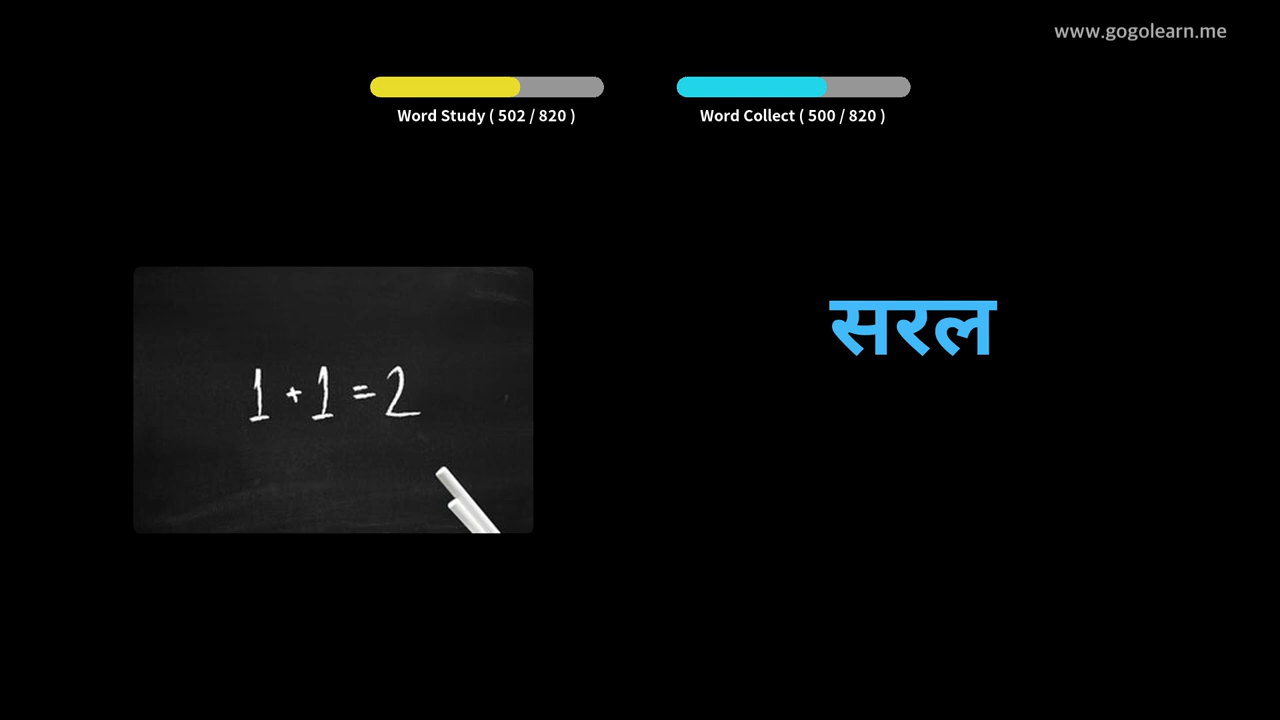 www.gogolearn.me
Word Study ( 502 / 820 )
Word Collect ( 500 / 820 )
1 + 1 = 2
सरल